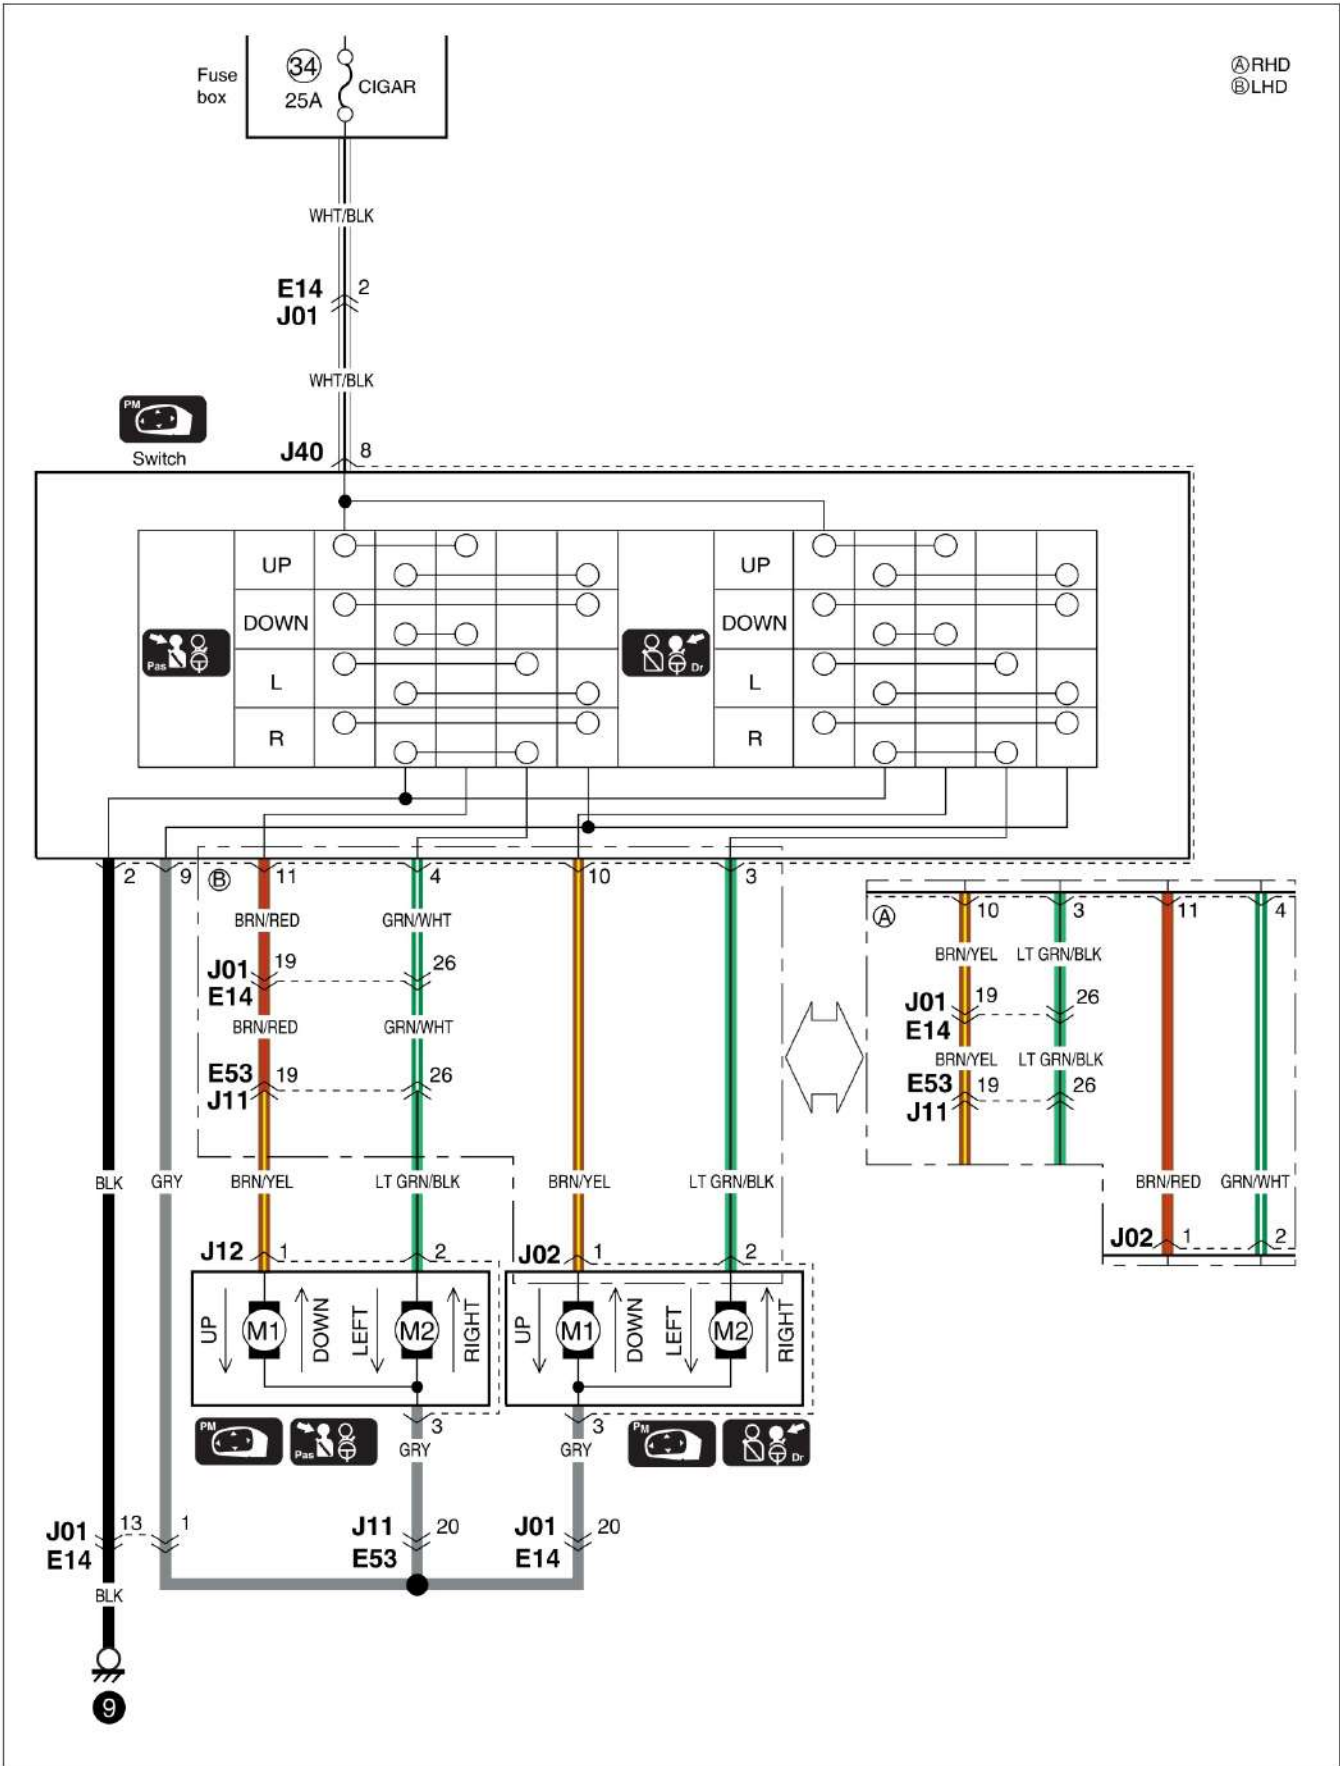 Fuse box
34
25A
CIGAR
Ⓐ RHD
Ⓑ LHD
WHT/BLK
E14 2
J01
WHT/BLK
PM
Switch
J40 8
UP UP
DOWN DOWN
Pas Dr
L L
R R
2 9 Ⓑ 11 4 10 3
Ⓐ 10 3 11 4
BRN/RED GRN/WHT
BRN/YEL LT GRN/BLK
J01 19 26
E14
J01 19 26
E14
BRN/RED GRN/WHT
BRN/YEL LT GRN/BLK
E53 19 26
J11
E53 19 26
J11
BLK GRY BRN/YEL LT GRN/BLK BRN/YEL LT GRN/BLK BRN/RED GRN/WHT
J12 1 2 J02 1 2
J02 1 2
UP M1 DOWN LEFT M2 RIGHT
UP M1 DOWN LEFT M2 RIGHT
3 3
PM Pas GRY GRY PM Dr
J01 13 1 J11 20 J01 20
E14 E53 E14
BLK
9